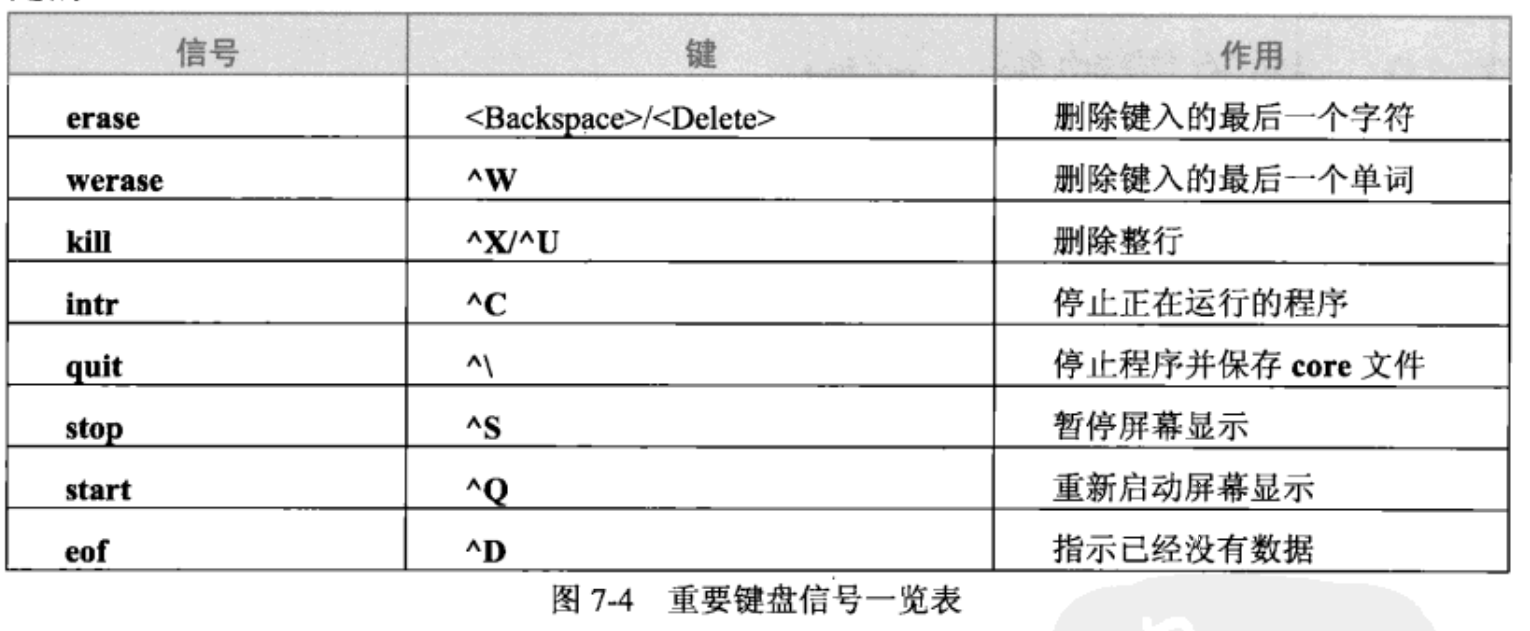 信号 键 作用
erase <Backspace>/<Delete> 删除键入的最后一个字符
werase ^W 删除键入的最后一个单词
kill ^X/^U 删除整行
intr ^C 停止正在运行的程序
quit ^\ 停止程序并保存 core 文件
stop ^S 暂停屏幕显示
start ^Q 重新启动屏幕显示
eof ^D 指示已经没有数据
图 7-4 重要键盘信号一览表